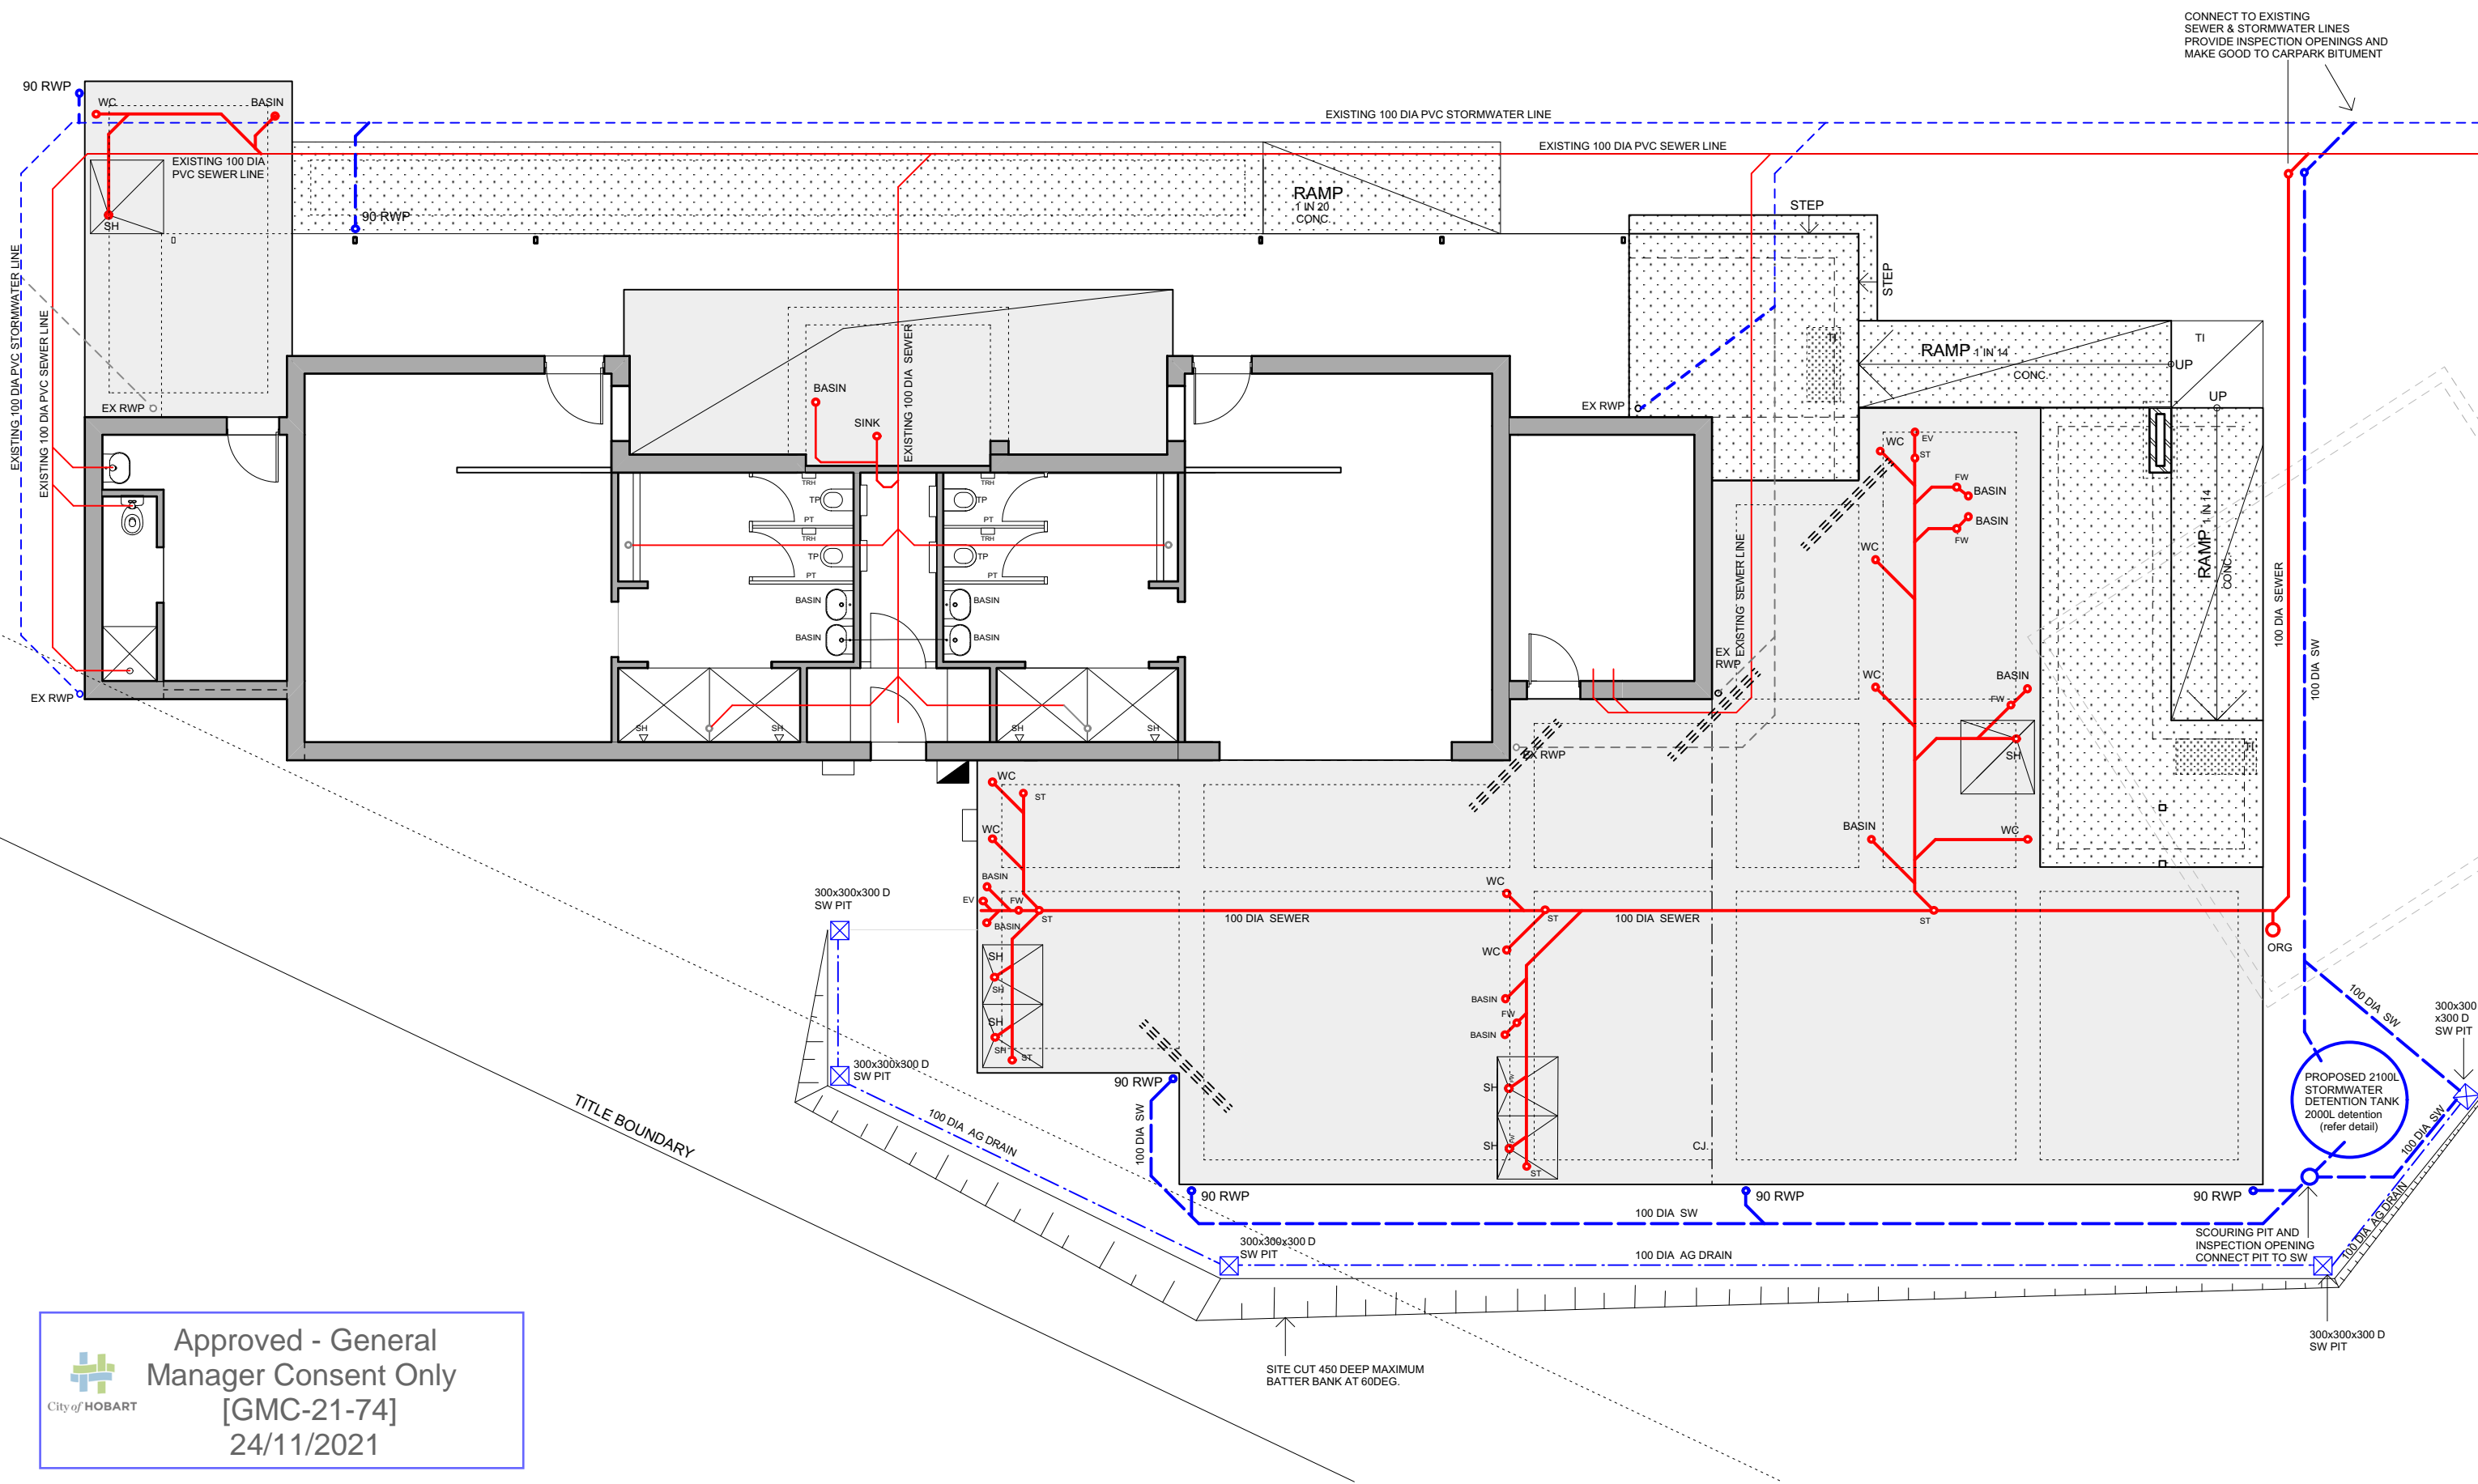 CONNECT TO EXISTING
SEWER & STORMWATER LINES
PROVIDE INSPECTION OPENINGS AND
MAKE GOOD TO CARPARK BITUMENT
90 RWP
WC
BASIN
EXISTING 100 DIA PVC STORMWATER LINE
EXISTING 100 DIA PVC SEWER LINE
EXISTING 100 DIA
PVC SEWER LINE
SH
90 RWP
RAMP
1 IN 20
CONC.
STEP
STEP
EXISTING 100 DIA PVC STORMWATER LINE
EXISTING 100 DIA PVC SEWER LINE
EX RWP
EX RWP
EXISTING 100 DIA  SEWER
BASIN
SINK
TRH
TP
PT
TRH
TP
PT
BASIN
BASIN
TRH
TP
PT
TRH
TP
PT
BASIN
BASIN
SH
SH
SH
SH
EX RWP
TI
RAMP 1 IN 14
CONC.
TI
UP
UP
RAMP 1 IN 14
CONC.
TI
EXISTING  SEWER LINE
EX
RWP
EX RWP
WC
EV
ST
FW
BASIN
BASIN
FW
WC
WC
BASIN
FW
SH
BASIN
WC
ST
100 DIA  SEWER
100 DIA  SW
WC
ST
WC
BASIN
EV
FW
BASIN
ST
SH
SH
SH
SH
ST
100 DIA  SEWER
WC
ST
WC
100 DIA  SEWER
BASIN
FW
BASIN
SH
SH
ST
CJ.
ORG
100 DIA  SW
300x300
x300 D
SW PIT
PROPOSED 2100L
STORMWATER
DETENTION TANK
2000L detention
(refer detail)
100 DIA  SW
100 DIA  AG DRAIN
300x300x300 D
SW PIT
300x300x300 D
SW PIT
100 DIA  AG DRAIN
TITLE BOUNDARY
90 RWP
100 DIA  SW
90 RWP
90 RWP
90 RWP
100 DIA  SW
300x300x300 D
SW PIT
100 DIA  AG DRAIN
SCOURING PIT AND
INSPECTION OPENING
CONNECT PIT TO SW
300x300x300 D
SW PIT
SITE CUT 450 DEEP MAXIMUM
BATTER BANK AT 60DEG.
City of HOBART
Approved - General
Manager Consent Only
[GMC-21-74]
24/11/2021